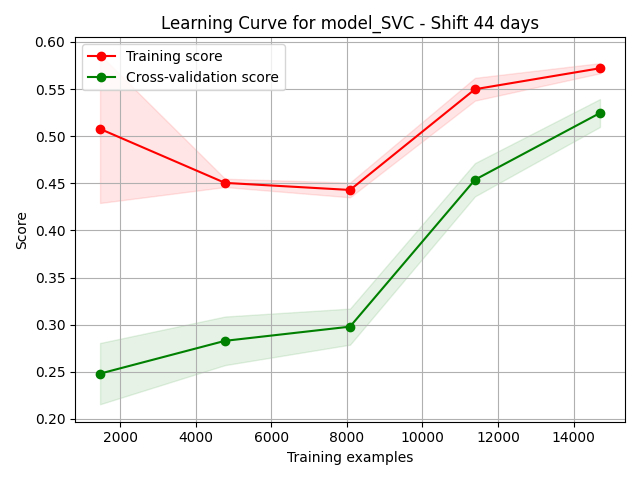 Learning Curve for model_SVC - Shift 44 days
Training score
Cross-validation score
0.60
0.55
0.50
0.45
0.40
0.35
0.30
0.25
0.20
Score
2000 4000 6000 8000 10000 12000 14000
Training examples